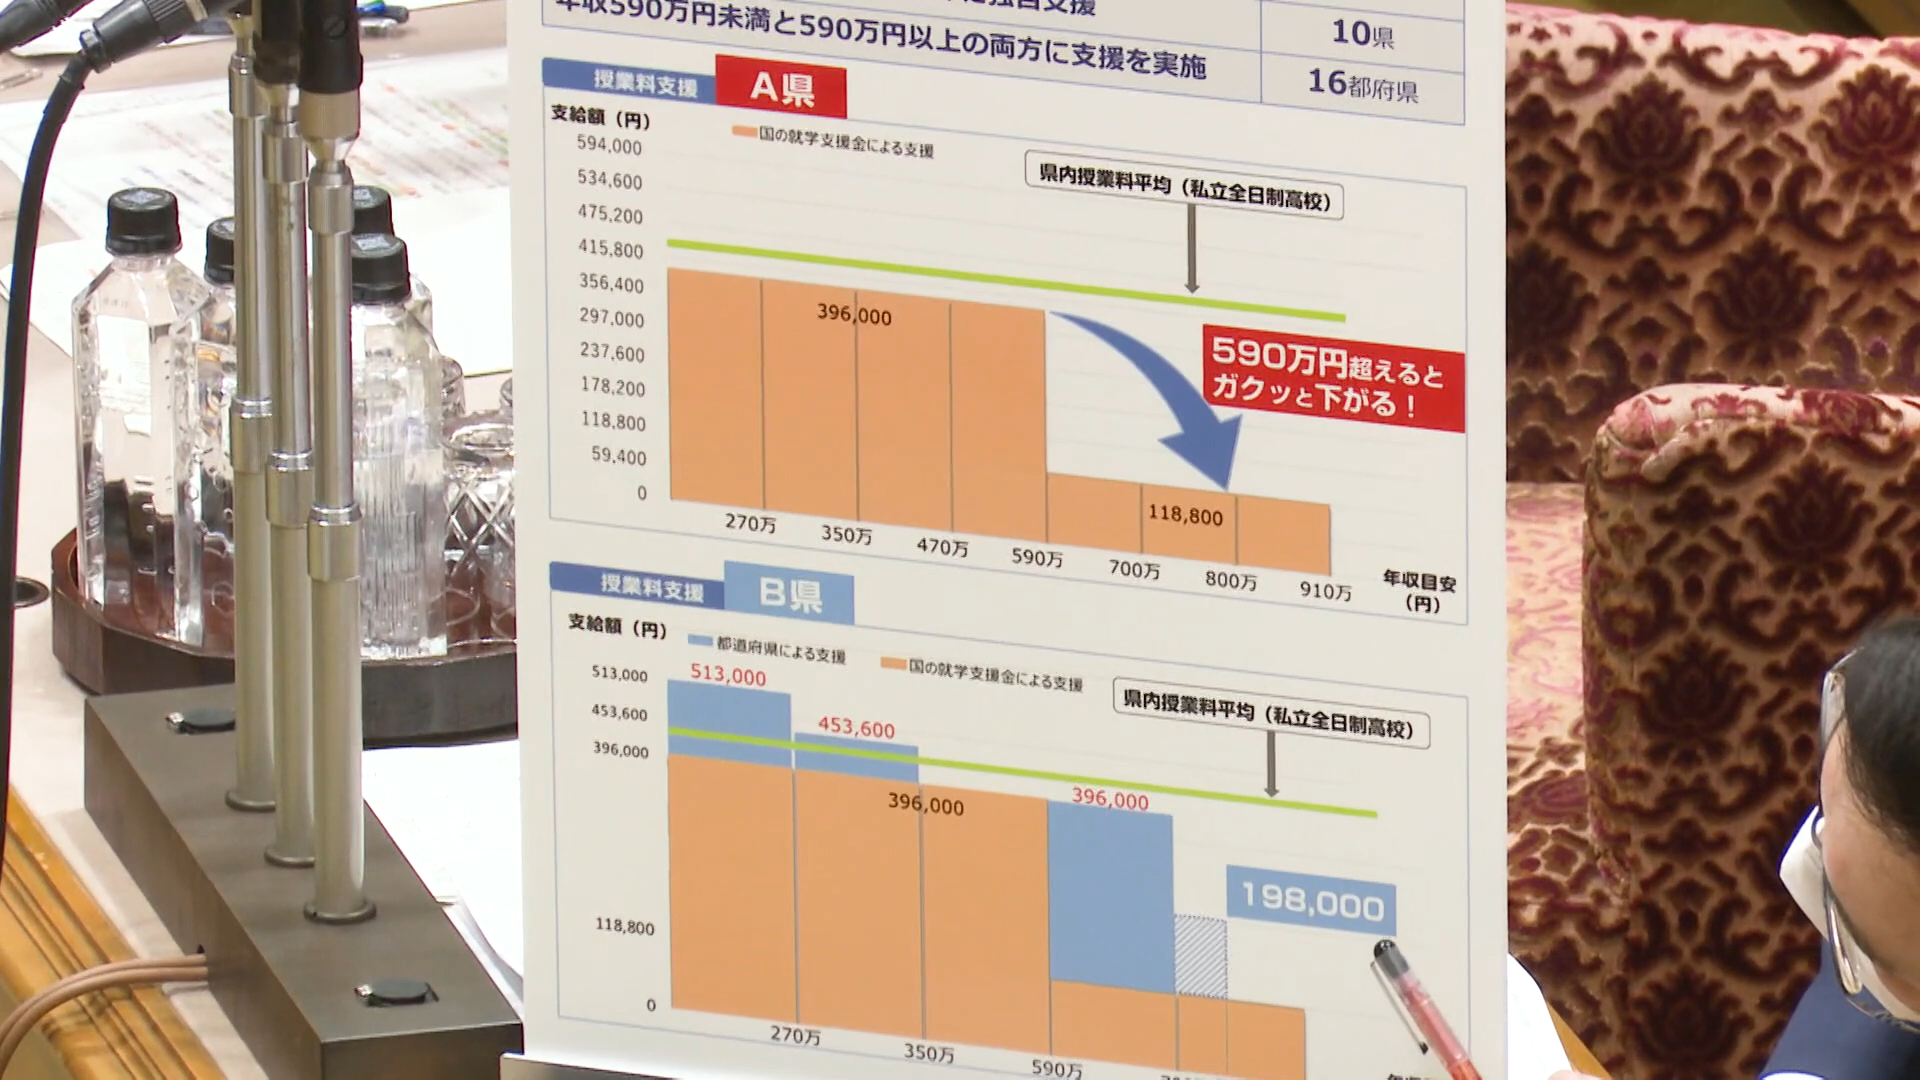 独自支援
10県
年収590万円未満と590万円以上の両方に支援を実施
16都府県
授業料支援
A県
支給額（円）
国の就学支援金による支援
県内授業料平均（私立全日制高校）
594,000
534,600
475,200
415,800
356,400
297,000
237,600
178,200
118,800
59,400
0
396,000
590万円超えると
ガクッと下がる！
118,800
270万
350万
470万
590万
700万
800万
910万
年収目安
（円）
授業料支援
B県
支給額（円）
都道府県による支援
国の就学支援金による支援
県内授業料平均（私立全日制高校）
513,000
453,600
396,000
118,800
0
513,000
453,600
396,000
396,000
198,000
270万
350万
590万